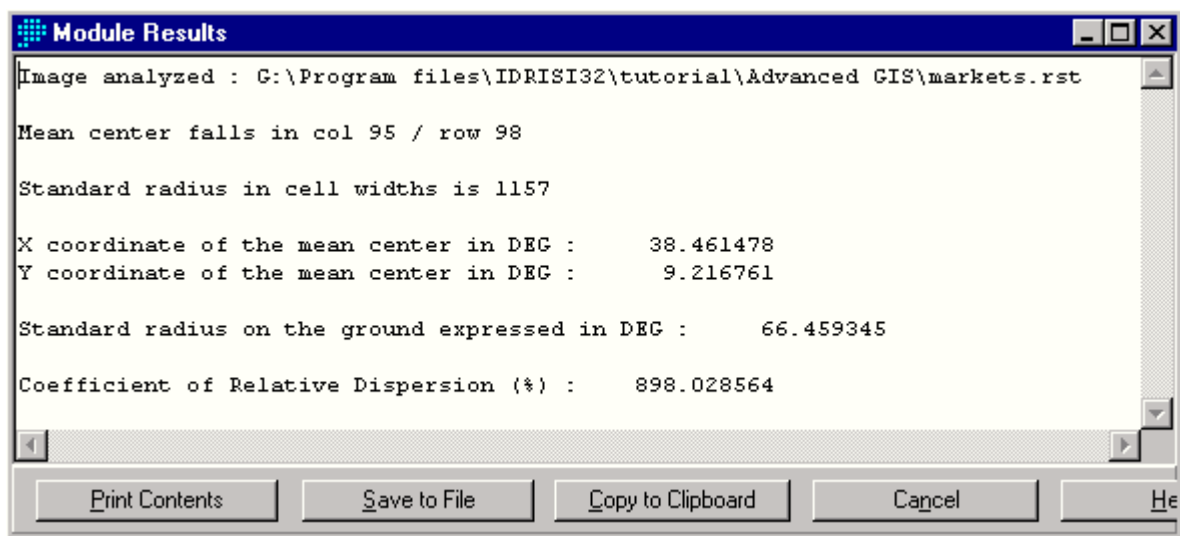 Module Results
Image analyzed : G:\Program files\IDRISI32\tutorial\Advanced GIS\markets.rst
Mean center falls in col 95 / row 98
Standard radius in cell widths is 1157
X coordinate of the mean center in DEG : 38.461478
Y coordinate of the mean center in DEG : 9.216761
Standard radius on the ground expressed in DEG : 66.459345
Coefficient of Relative Dispersion (%) : 898.028564
Print Contents Save to File Copy to Clipboard Cancel He